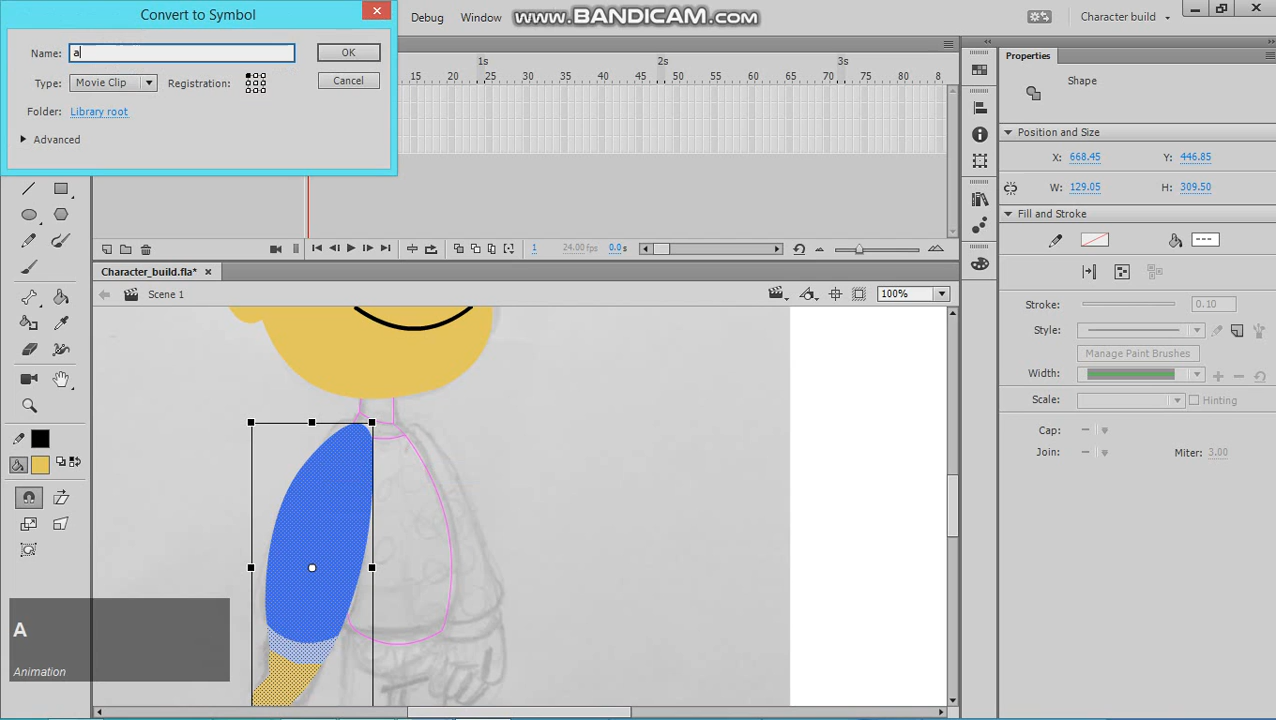 Convert to Symbol
Debug Window
www.BANDICAM.com
Character build
Name: a
OK
Type: Movie Clip
Registration:
Cancel
Folder: Library root
Advanced
1s 2s 3s
15 20 25 30 35 40 45 50 55 60 65 70 75 80 8
Properties
Shape
Position and Size
X: 668.45 Y: 446.85
W: 129.05 H: 309.50
Fill and Stroke
1 24.00 fps 0.0 s
Character_build.fla* ×
Scene 1
100%
Stroke: 0.10
Style:
Manage Paint Brushes
Width:
Scale: Hinting
Cap:
Join: Miter: 3.00
A
Animation